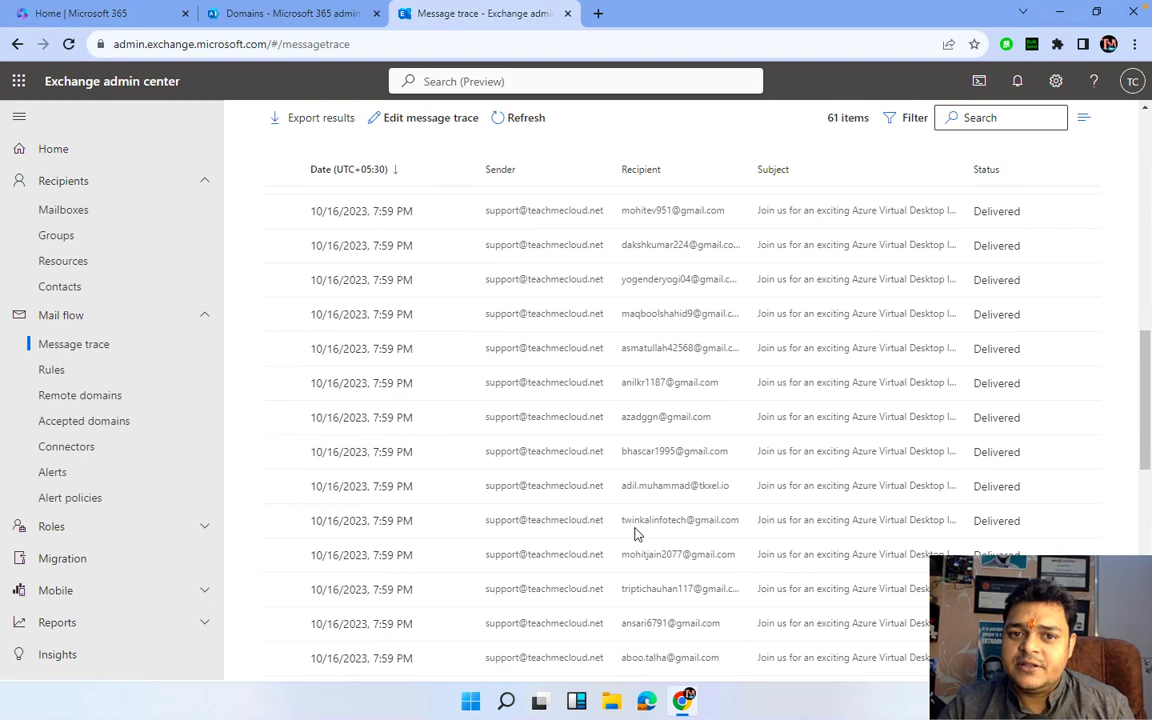 Home | Microsoft 365
Domains - Microsoft 365 admin
Message trace - Exchange admin
admin.exchange.microsoft.com/#/messagetrace
Exchange admin center
Search (Preview)
TC
Export results
Edit message trace
Refresh
61 items
Filter
Search
Home
Recipients
Mailboxes
Groups
Resources
Contacts
Mail flow
Message trace
Rules
Remote domains
Accepted domains
Connectors
Alerts
Alert policies
Roles
Migration
Mobile
Reports
Insights
Date (UTC+05:30) Sender Recipient Subject Status
10/16/2023, 7:59 PM support@teachmecloud.net mohitev951@gmail.com Join us for an exciting Azure Virtual Desktop I... Delivered
10/16/2023, 7:59 PM support@teachmecloud.net dakshkumar224@gmail.co... Join us for an exciting Azure Virtual Desktop I... Delivered
10/16/2023, 7:59 PM support@teachmecloud.net yogenderyogi04@gmail.c... Join us for an exciting Azure Virtual Desktop I... Delivered
10/16/2023, 7:59 PM support@teachmecloud.net maqboolshahid9@gmail.c... Join us for an exciting Azure Virtual Desktop I... Delivered
10/16/2023, 7:59 PM support@teachmecloud.net asmatullah42568@gmail.c... Join us for an exciting Azure Virtual Desktop I... Delivered
10/16/2023, 7:59 PM support@teachmecloud.net anilkr1187@gmail.com Join us for an exciting Azure Virtual Desktop I... Delivered
10/16/2023, 7:59 PM support@teachmecloud.net azadggn@gmail.com Join us for an exciting Azure Virtual Desktop I... Delivered
10/16/2023, 7:59 PM support@teachmecloud.net bhascar1995@gmail.com Join us for an exciting Azure Virtual Desktop I... Delivered
10/16/2023, 7:59 PM support@teachmecloud.net adil.muhammad@tkxel.io Join us for an exciting Azure Virtual Desktop I... Delivered
10/16/2023, 7:59 PM support@teachmecloud.net twinkalinfotech@gmail.com Join us for an exciting Azure Virtual Desktop I... Delivered
10/16/2023, 7:59 PM support@teachmecloud.net mohitjain2077@gmail.com Join us for an exciting Azure Virtual Desktop I... Delivered
10/16/2023, 7:59 PM support@teachmecloud.net triptichauhan117@gmail.c... Join us for an exciting Azure Virtual Desk
10/16/2023, 7:59 PM support@teachmecloud.net ansari6791@gmail.com Join us for an exciting Azure Virtual Desk
10/16/2023, 7:59 PM support@teachmecloud.net aboo.talha@gmail.com Join us for an exciting Azure Virtual Desk